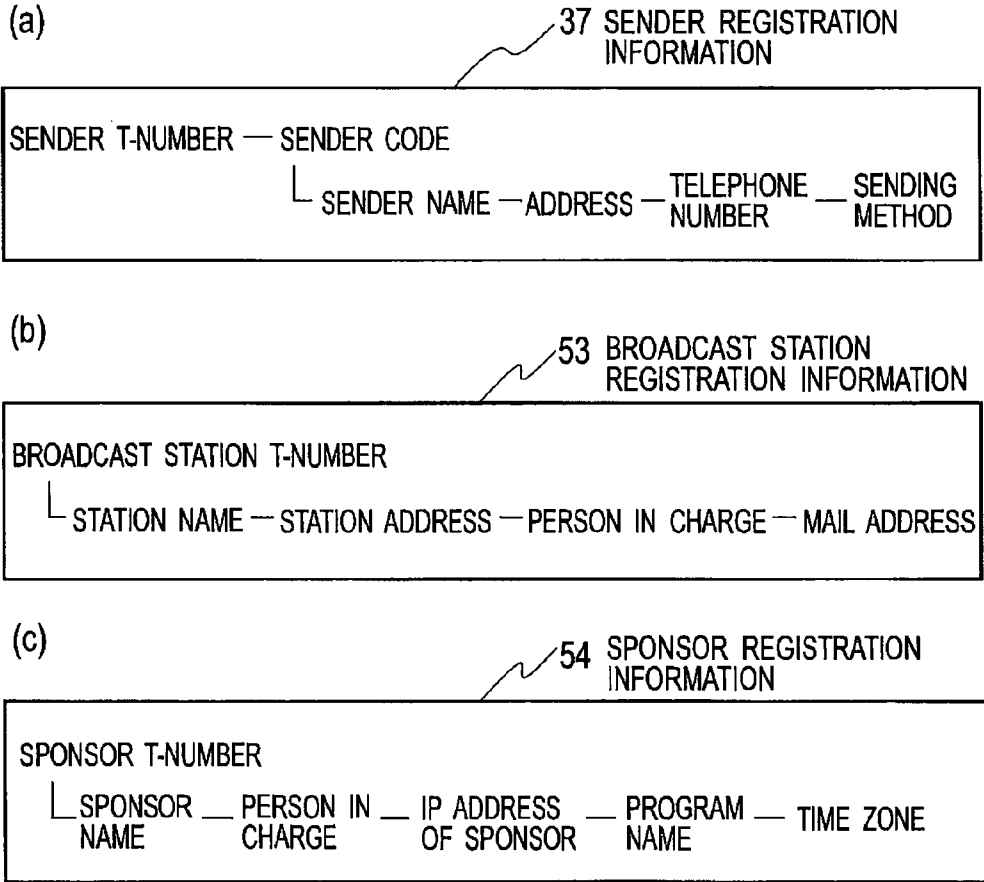 (a)
37 SENDER REGISTRATION
INFORMATION
SENDER T-NUMBER — SENDER CODE
SENDER NAME — ADDRESS — TELEPHONE NUMBER — SENDING METHOD
(b)
53 BROADCAST STATION
REGISTRATION INFORMATION
BROADCAST STATION T-NUMBER
STATION NAME — STATION ADDRESS — PERSON IN CHARGE — MAIL ADDRESS
(c)
54 SPONSOR REGISTRATION
INFORMATION
SPONSOR T-NUMBER
SPONSOR NAME — PERSON IN CHARGE — IP ADDRESS OF SPONSOR — PROGRAM NAME — TIME ZONE